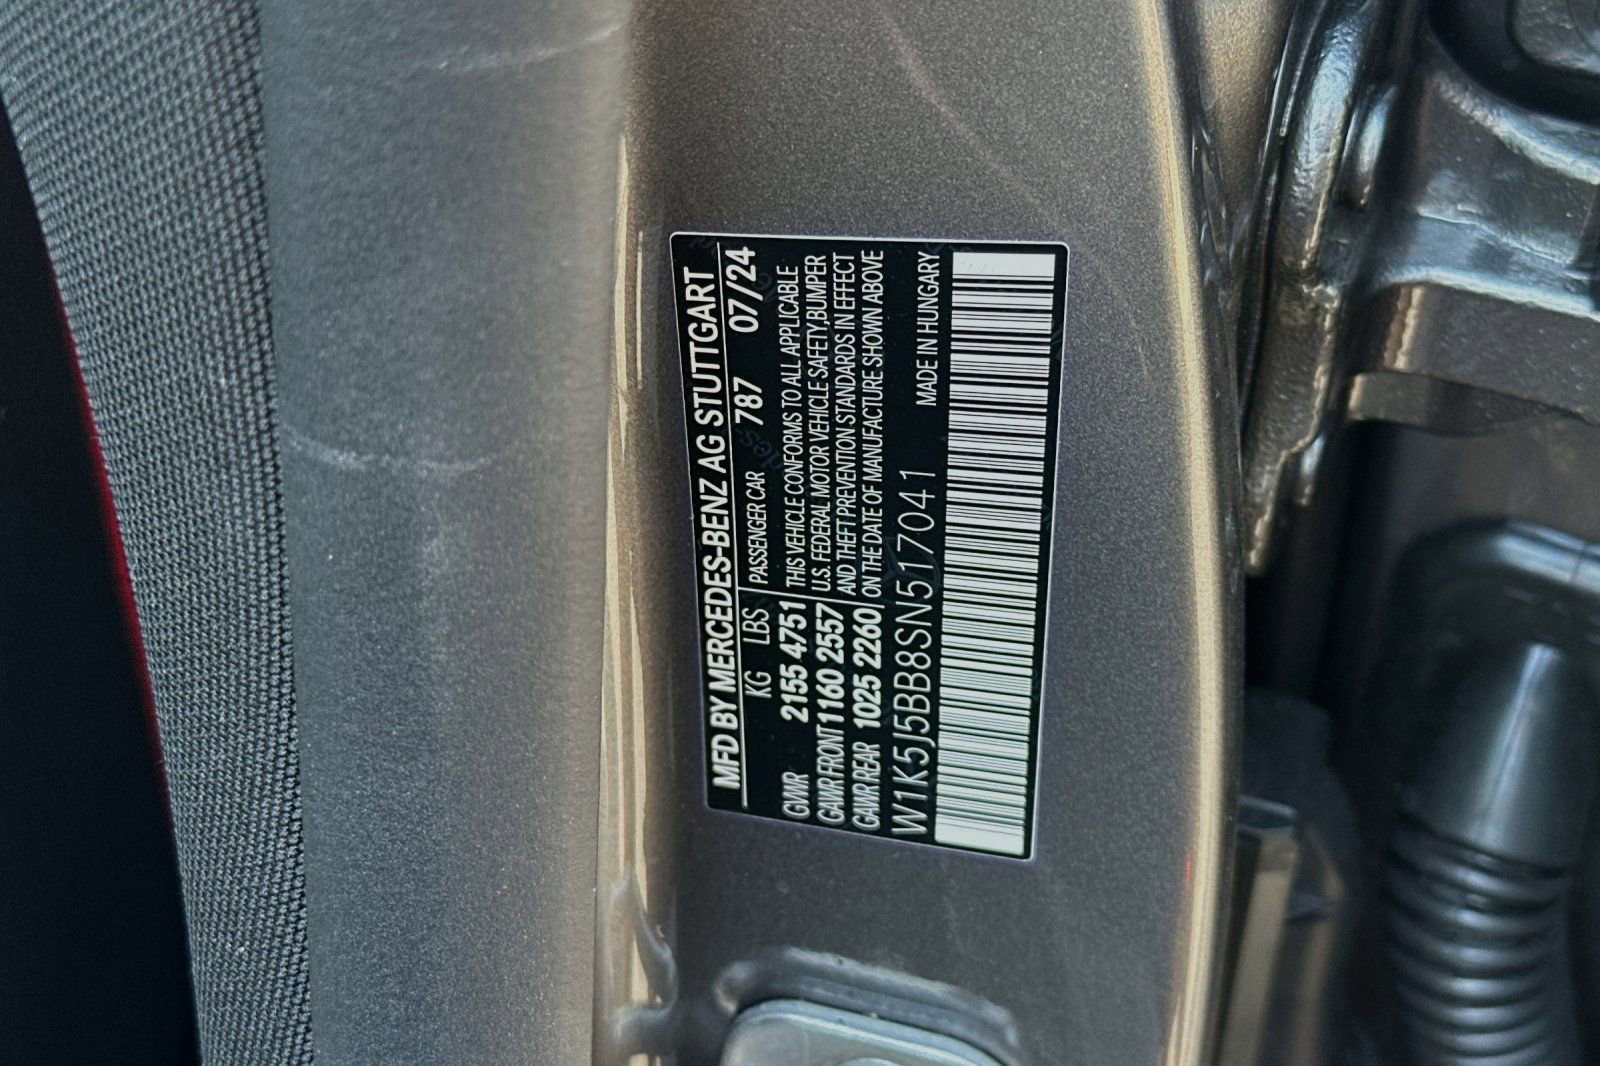 MFD BY MERCEDES-BENZ AG STUTTGART
KG LBS PASSENGER CAR 787 07/24
GVWR 2155 4751
GAWR FRONT 1160 2557
GAWR REAR 1025 2260
THIS VEHICLE CONFORMS TO ALL APPLICABLE
U.S. FEDERAL MOTOR VEHICLE SAFETY,BUMPER
AND THEFT PREVENTION STANDARDS IN EFFECT
ON THE DATE OF MANUFACTURE SHOWN ABOVE
W1K5J5BB8SN517041 MADE IN HUNGARY